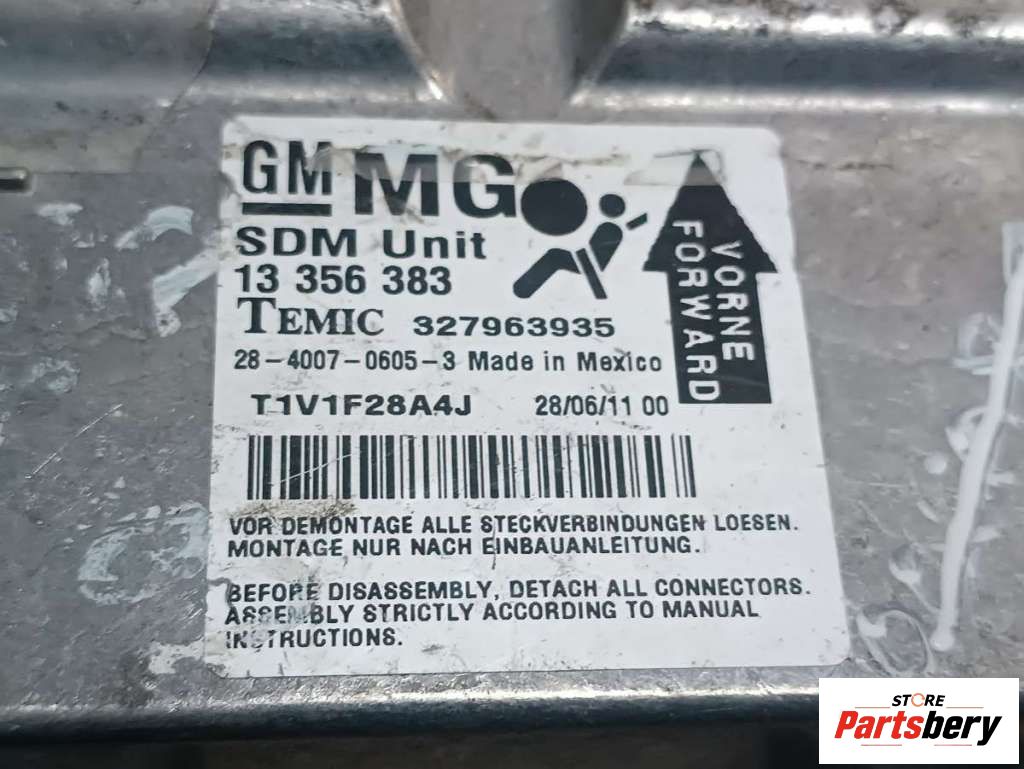 GM MG
SDM Unit
13 356 383
TEMIC 327963935
28-4007-0605-3 Made in Mexico
T1V1F28A4J 28/06/11 00
VORNE
FORWARD
VOR DEMONTAGE ALLE STECKVERBINDUNGEN LOESEN.
MONTAGE NUR NACH EINBAUANLEITUNG.
BEFORE DISASSEMBLY, DETACH ALL CONNECTORS.
ASSEMBLY STRICTLY ACCORDING TO MANUAL
INSTRUCTIONS.
STORE
Partsbery